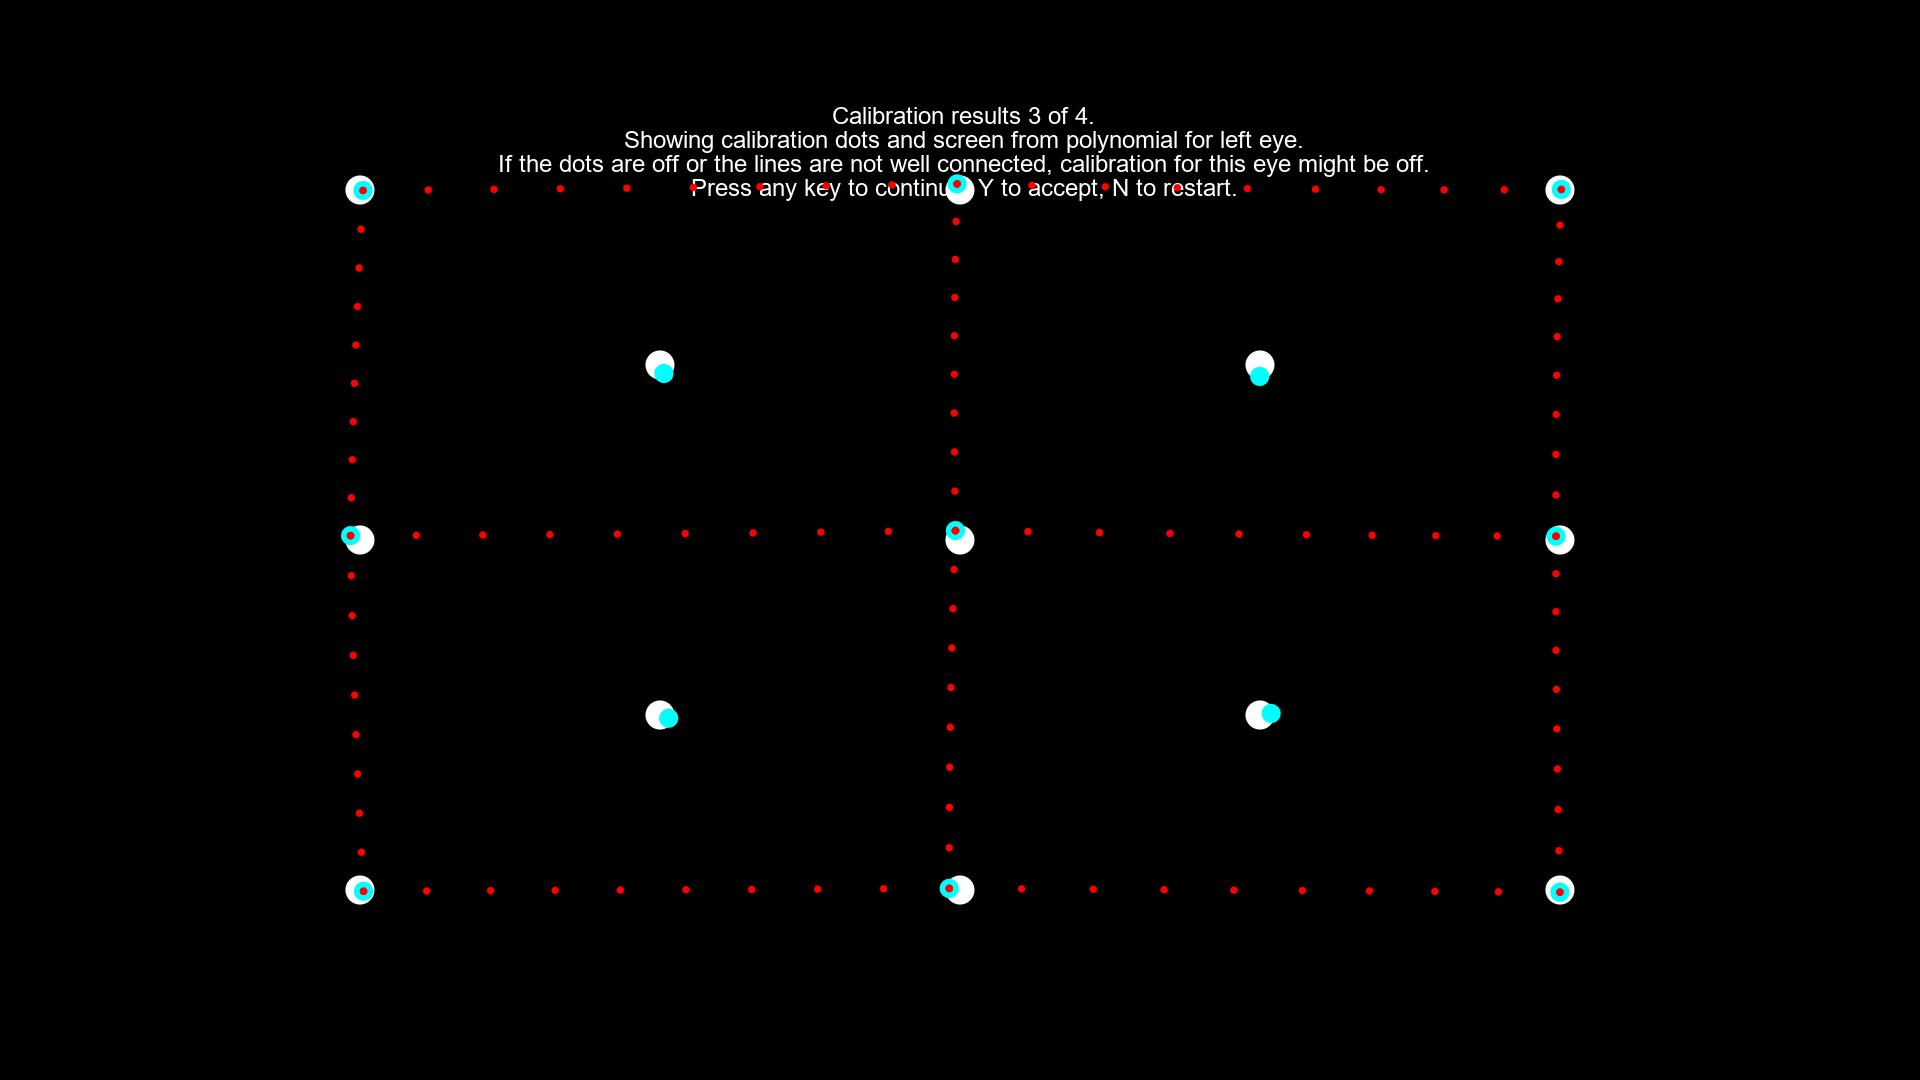 Calibration results 3 of 4.
Showing calibration dots and screen from polynomial for left eye.
If the dots are off or the lines are not well connected, calibration for this eye might be off.
Press any key to continue, Y to accept, N to restart.